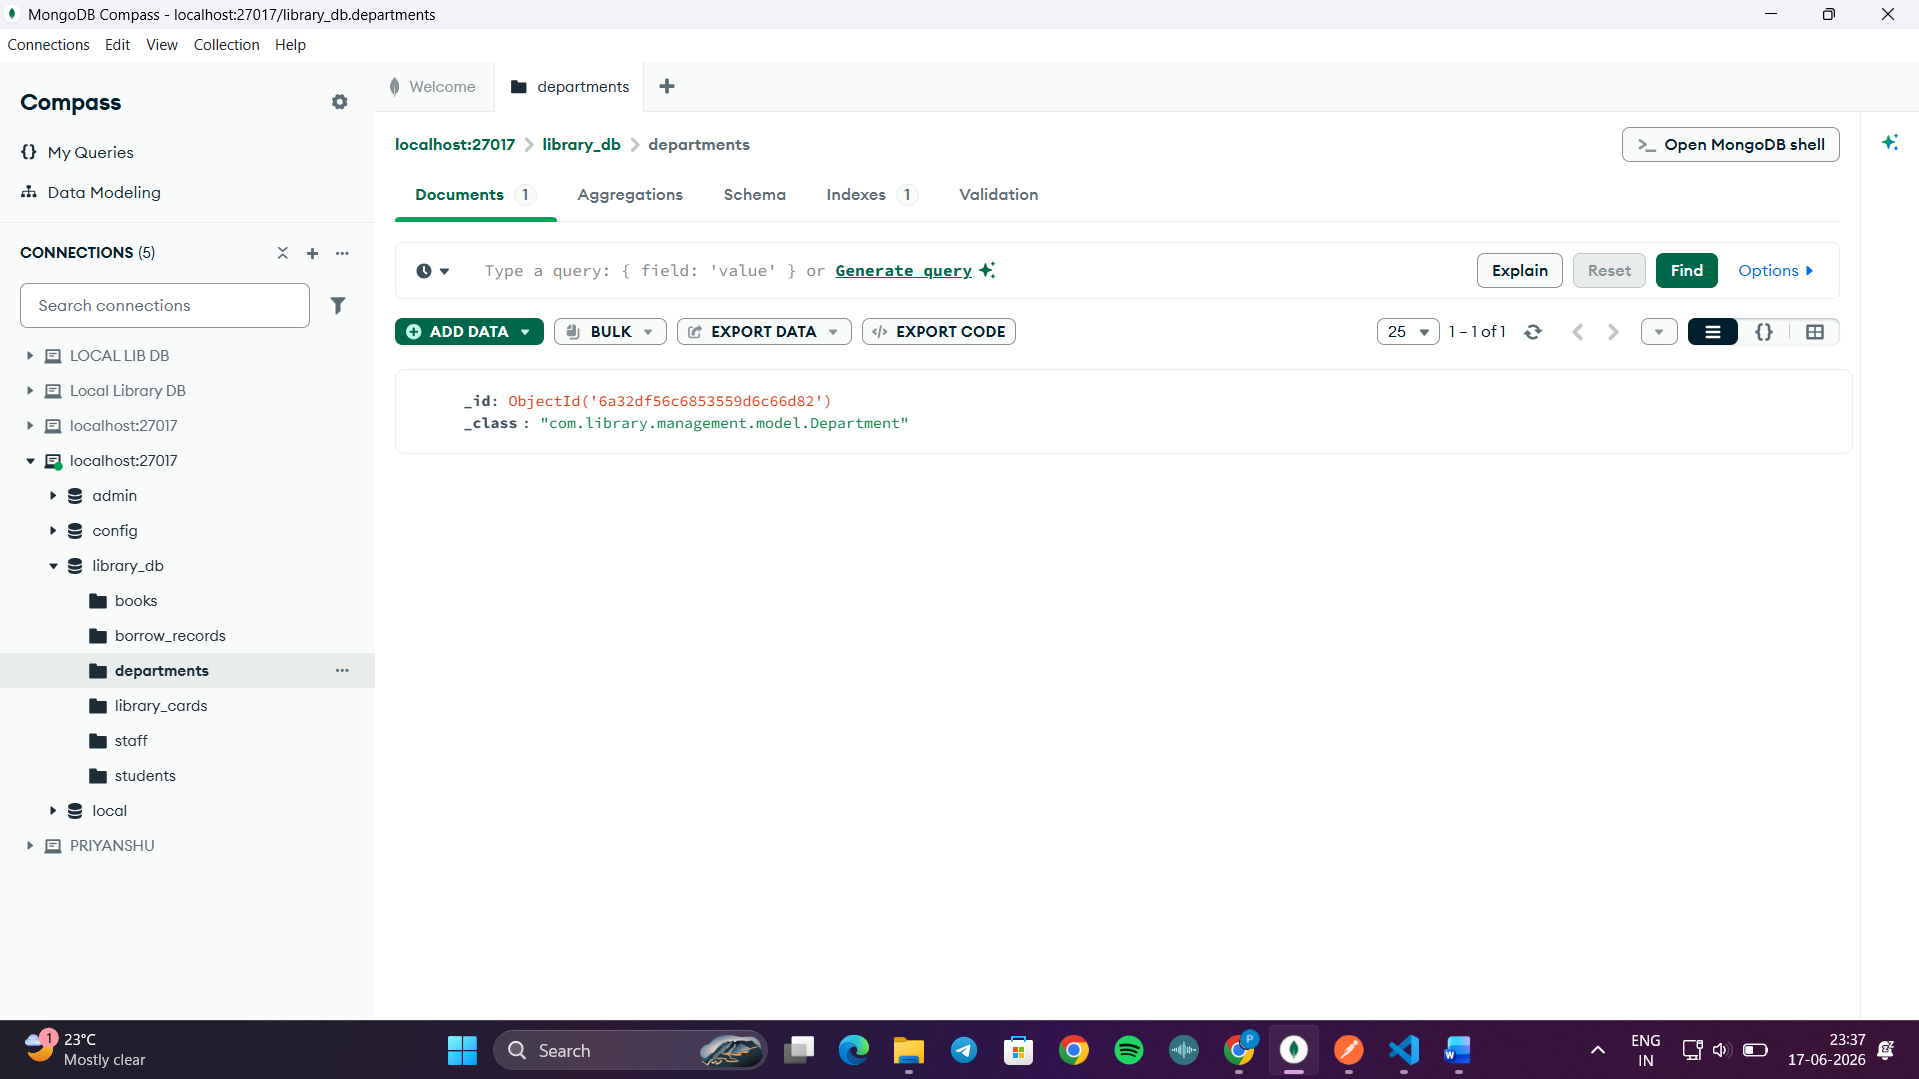 MongoDB Compass - localhost:27017/library_db.departments
Connections Edit View Collection Help
Compass
My Queries
Data Modeling
CONNECTIONS (5)
Search connections
LOCAL LIB DB
Local Library DB
localhost:27017
localhost:27017
admin
config
library_db
books
borrow_records
departments
library_cards
staff
students
local
PRIYANSHU
Welcome departments
localhost:27017 library_db departments
>_ Open MongoDB shell
Documents 1 Aggregations Schema Indexes 1 Validation
Type a query: { field: 'value' } or Generate query
Explain Reset Find Options
ADD DATA BULK EXPORT DATA </> EXPORT CODE
25 1 – 1 of 1 {}
_id: ObjectId('6a32df56c6853559d6c66d82')
_class : "com.library.management.model.Department"
1 23°C
Mostly clear
Search
P
W
ENG
IN
23:37
17-06-2026